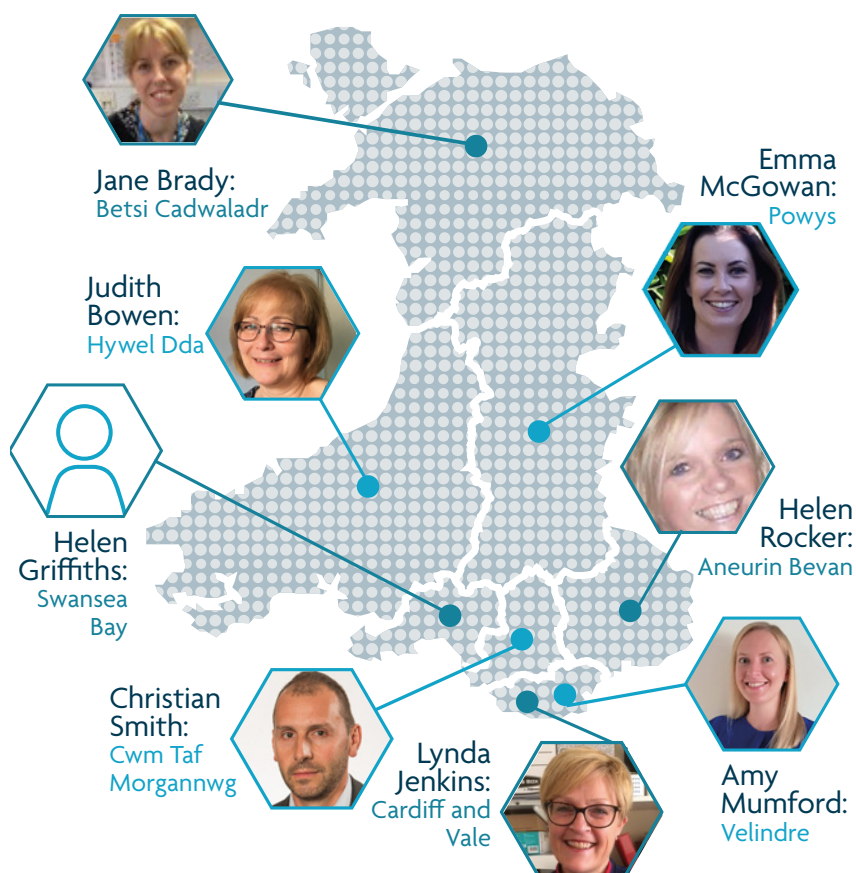 Jane Brady:
Betsi Cadwaladr
Emma
McGowan:
Powys
Judith
Bowen:
Hywel Dda
Helen
Rocker:
Aneurin Bevan
Helen
Griffiths:
Swansea
Bay
Christian
Smith:
Cwm Taf
Morgannwg
Lynda
Jenkins:
Cardiff and
Vale
Amy
Mumford:
Velindre